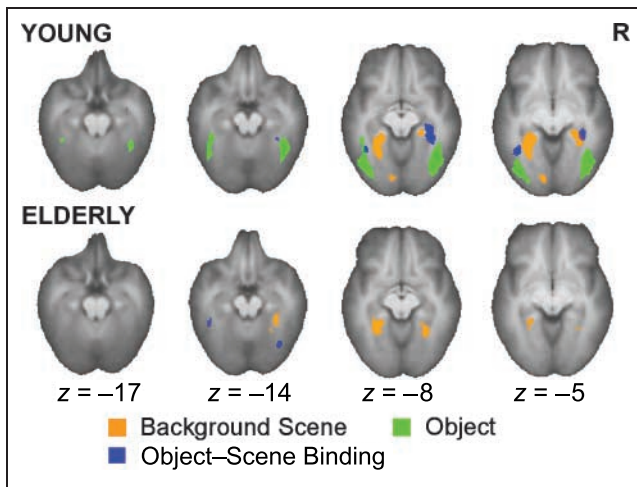 YOUNG R
ELDERLY
z = –17 z = –14 z = –8 z = –5
Background Scene Object
Object–Scene Binding